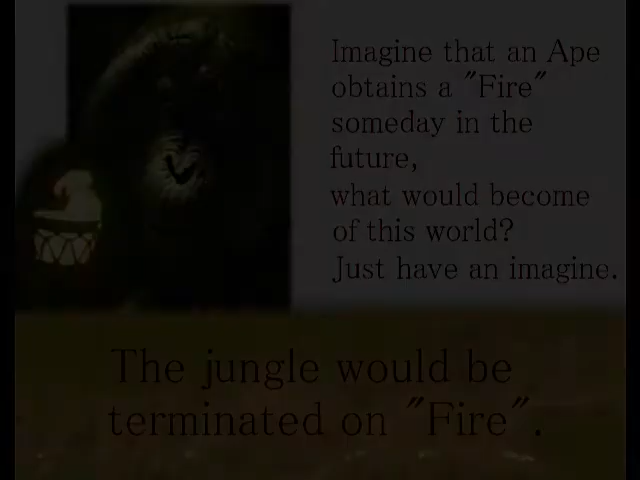 Imagine that an Ape
obtains a "Fire"
someday in the
future,
what would become
of this world?
Just have an imagine.
The jungle would be
terminated on "Fire".